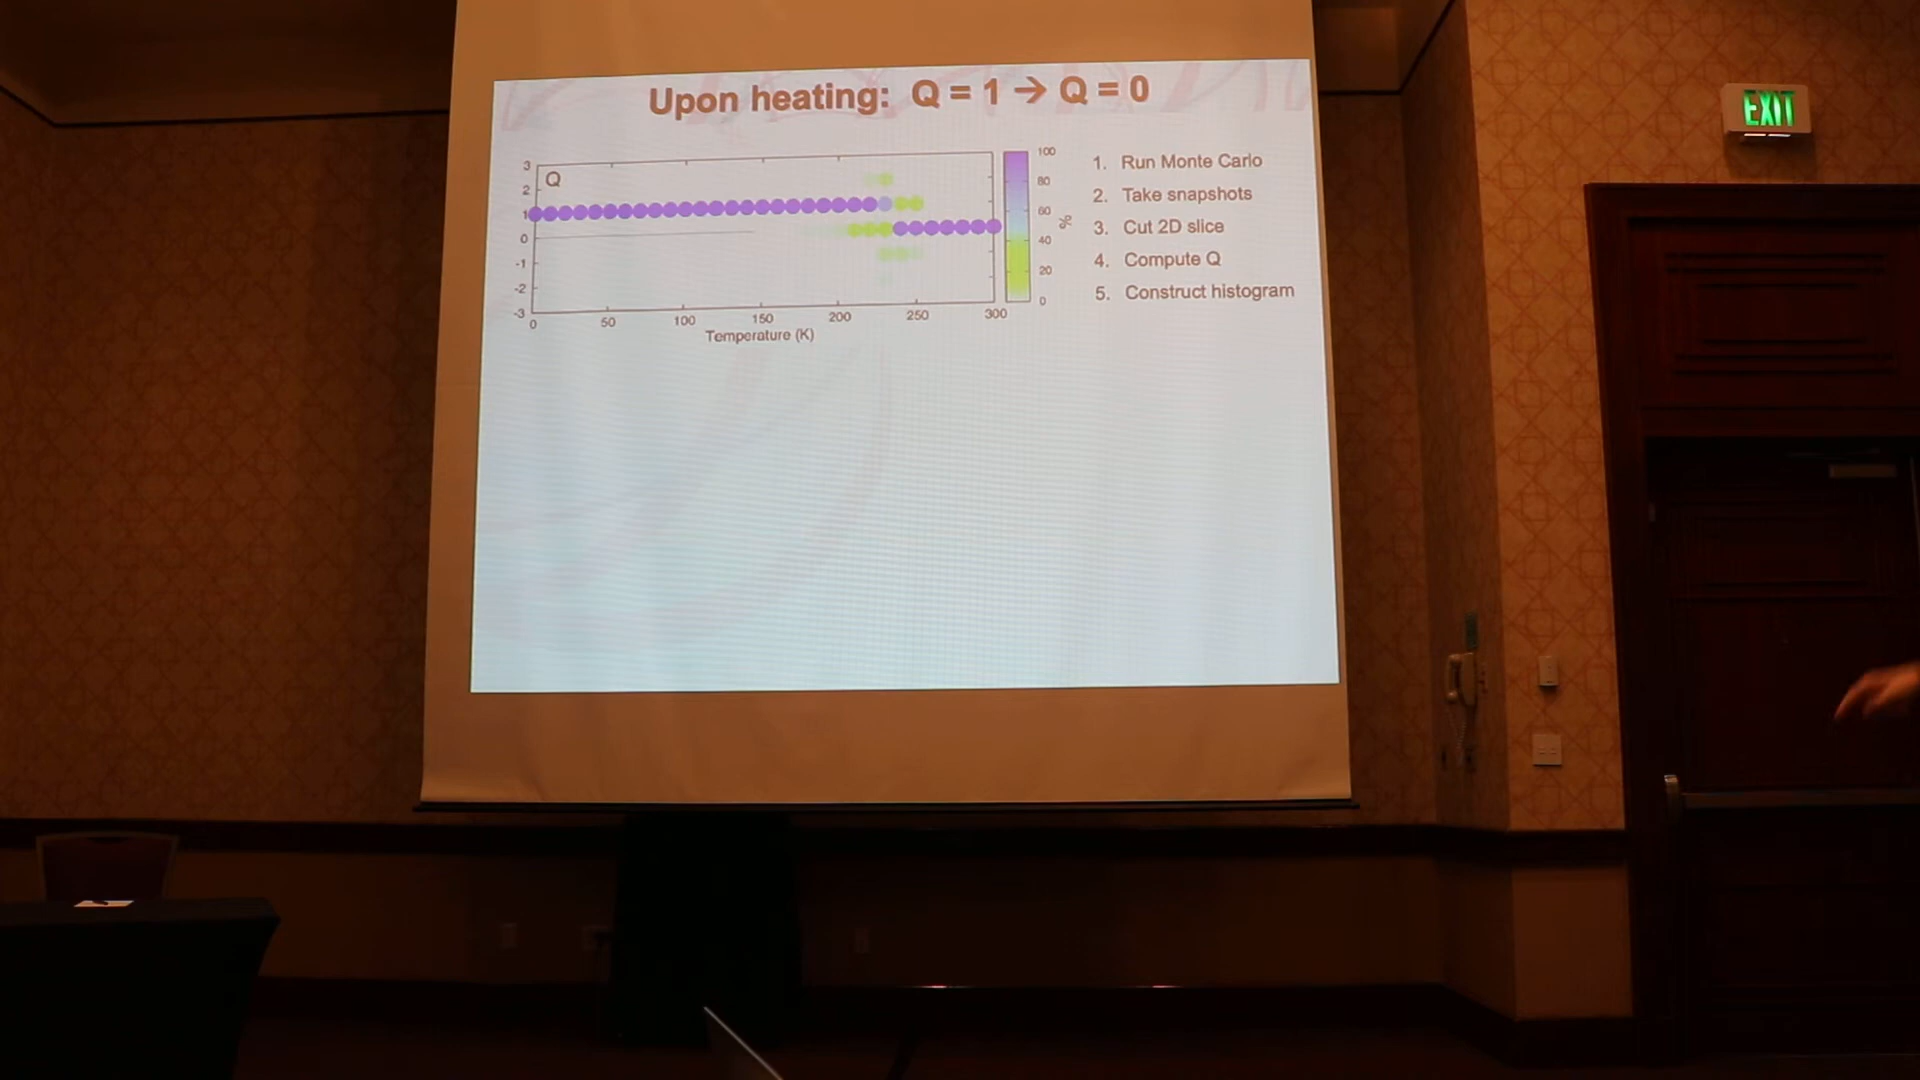 Upon heating: Q = 1 → Q = 0
3
2
1
0
-1
-2
-3
Q
0
50
100
150
200
250
300
Temperature (K)
100
80
60
40
20
0
%
1. Run Monte Carlo
2. Take snapshots
3. Cut 2D slice
4. Compute Q
5. Construct histogram
EXIT